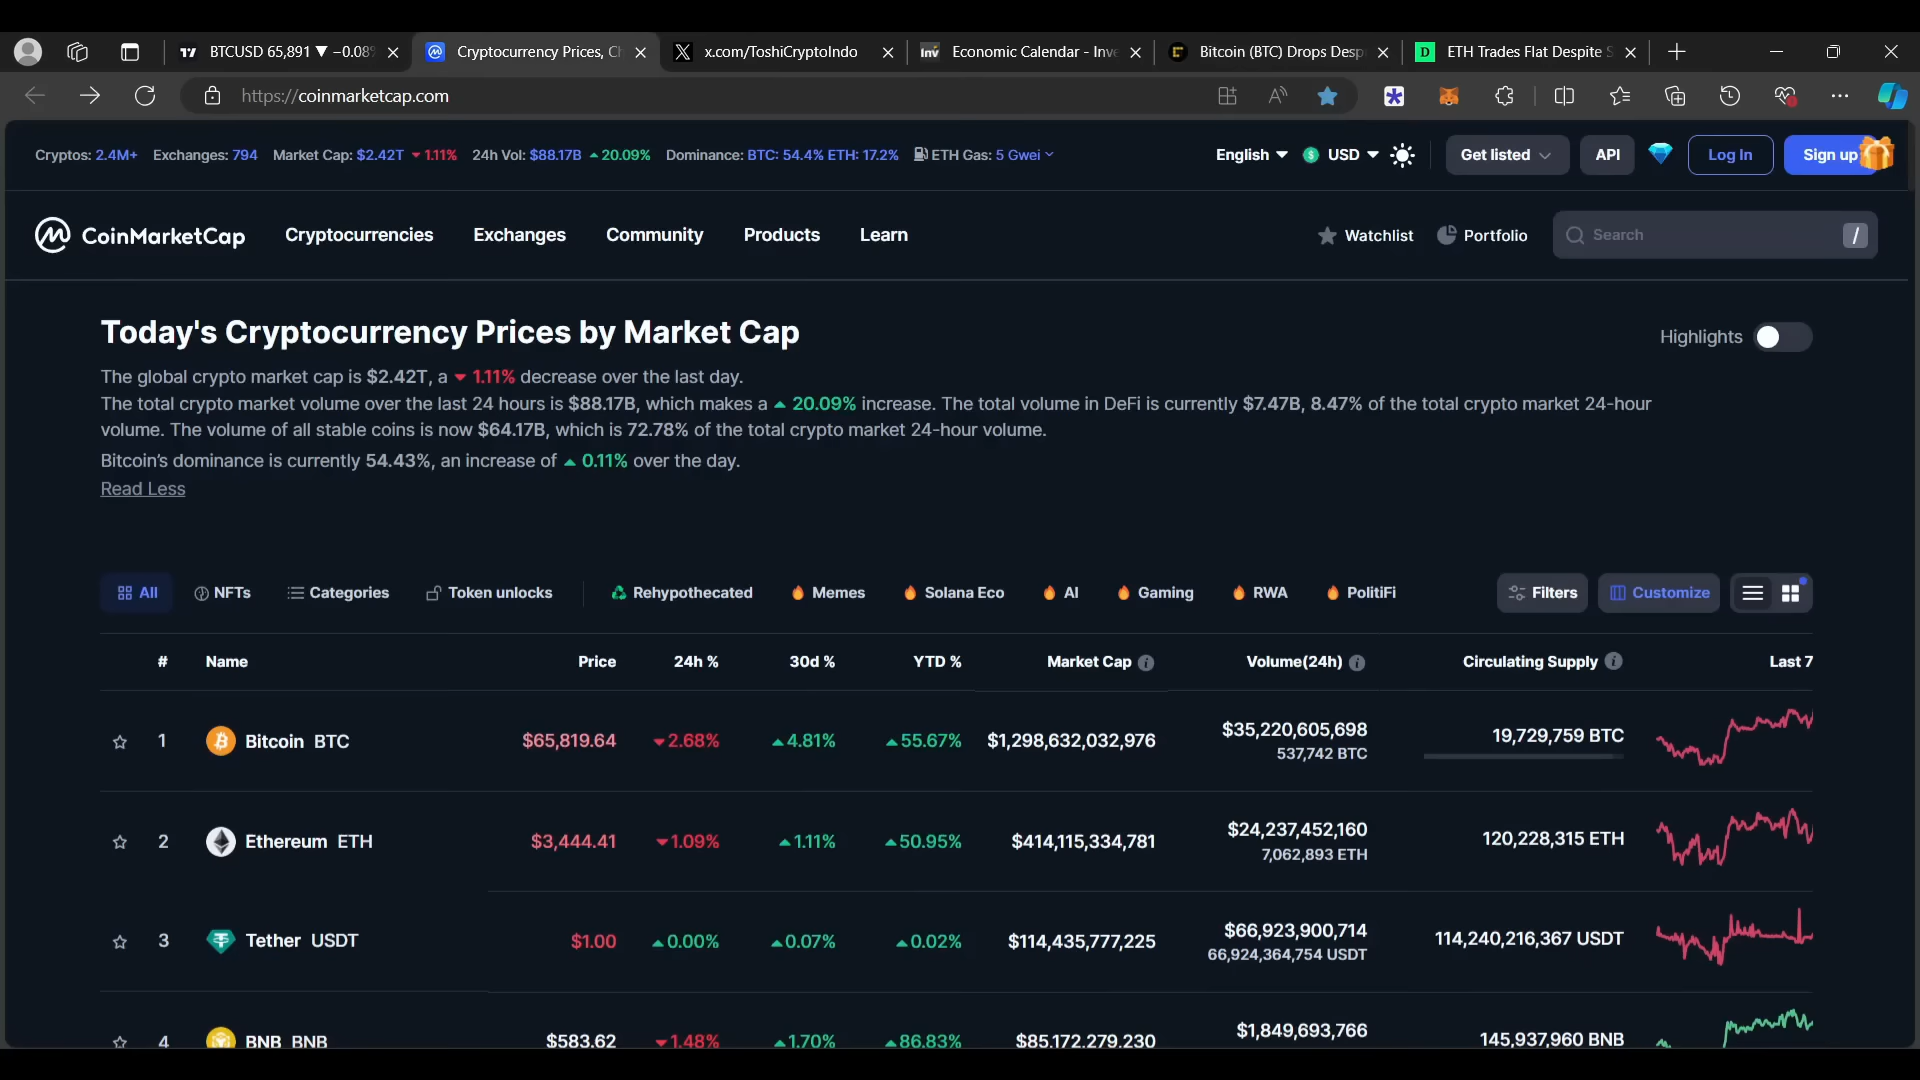 BTCUSD 65,891 ▼ −0.08%
Cryptocurrency Prices, Ch
x.com/ToshiCryptoIndo
Economic Calendar - Inve
Bitcoin (BTC) Drops Desp
ETH Trades Flat Despite S
https://coinmarketcap.com
Cryptos: 2.4M+ Exchanges: 794 Market Cap: $2.42T 1.11% 24h Vol: $88.17B 20.09% Dominance: BTC: 54.4% ETH: 17.2% ETH Gas: 5 Gwei
English USD Get listed API Log In Sign up
CoinMarketCap Cryptocurrencies Exchanges Community Products Learn Watchlist Portfolio Search /
Today's Cryptocurrency Prices by Market Cap
Highlights
The global crypto market cap is $2.42T, a 1.11% decrease over the last day.
The total crypto market volume over the last 24 hours is $88.17B, which makes a 20.09% increase. The total volume in DeFi is currently $7.47B, 8.47% of the total crypto market 24-hour
volume. The volume of all stable coins is now $64.17B, which is 72.78% of the total crypto market 24-hour volume.
Bitcoin's dominance is currently 54.43%, an increase of 0.11% over the day.
Read Less
All NFTs Categories Token unlocks Rehypothecated Memes Solana Eco AI Gaming RWA PolitiFi Filters Customize
# Name Price 24h % 30d % YTD % Market Cap Volume(24h) Circulating Supply Last 7
1 Bitcoin BTC $65,819.64 2.68% 4.81% 55.67% $1,298,632,032,976 $35,220,605,698 19,729,759 BTC
537,742 BTC
2 Ethereum ETH $3,444.41 1.09% 1.11% 50.95% $414,115,334,781 $24,237,452,160 120,228,315 ETH
7,062,893 ETH
3 Tether USDT $1.00 0.00% 0.07% 0.02% $114,435,777,225 $66,923,900,714 114,240,216,367 USDT
66,924,364,754 USDT
4 BNB BNB $583.62 1.48% 1.70% 86.83% $85,172,279,230 $1,849,693,766 145,937,960 BNB